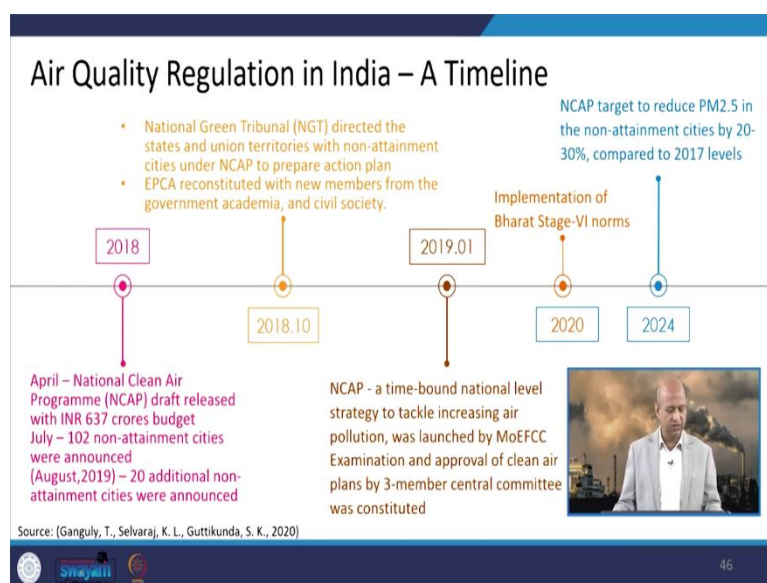 Air Quality Regulation in India – A Timeline
• National Green Tribunal (NGT) directed the
states and union territories with non-attainment
cities under NCAP to prepare action plan
• EPCA reconstituted with new members from the
government academia, and civil society.
NCAP target to reduce PM2.5 in
the non-attainment cities by 20-
30%, compared to 2017 levels
Implementation of
Bharat Stage-VI norms
2018
2019.01
2018.10
2020
2024
April – National Clean Air
Programme (NCAP) draft released
with INR 637 crores budget
July – 102 non-attainment cities
were announced
(August,2019) – 20 additional non-
attainment cities were announced
NCAP - a time-bound national level
strategy to tackle increasing air
pollution, was launched by MoEFCC
Examination and approval of clean air
plans by 3-member central committee
was constituted
Source: (Ganguly, T., Selvaraj, K. L., Guttikunda, S. K., 2020)
swayam
46